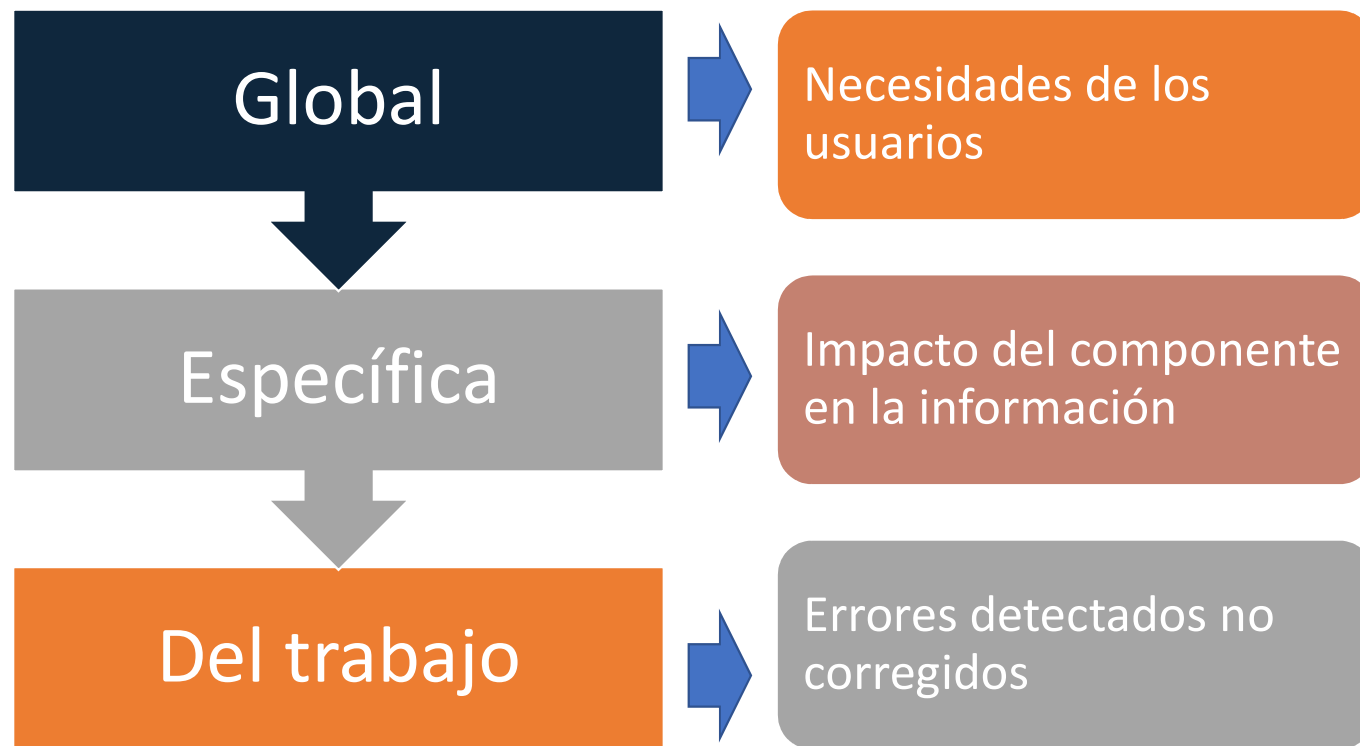 Global
Necesidades de los
usuarios
Específica
Impacto del componente
en la información
Del trabajo
Errores detectados no
corregidos